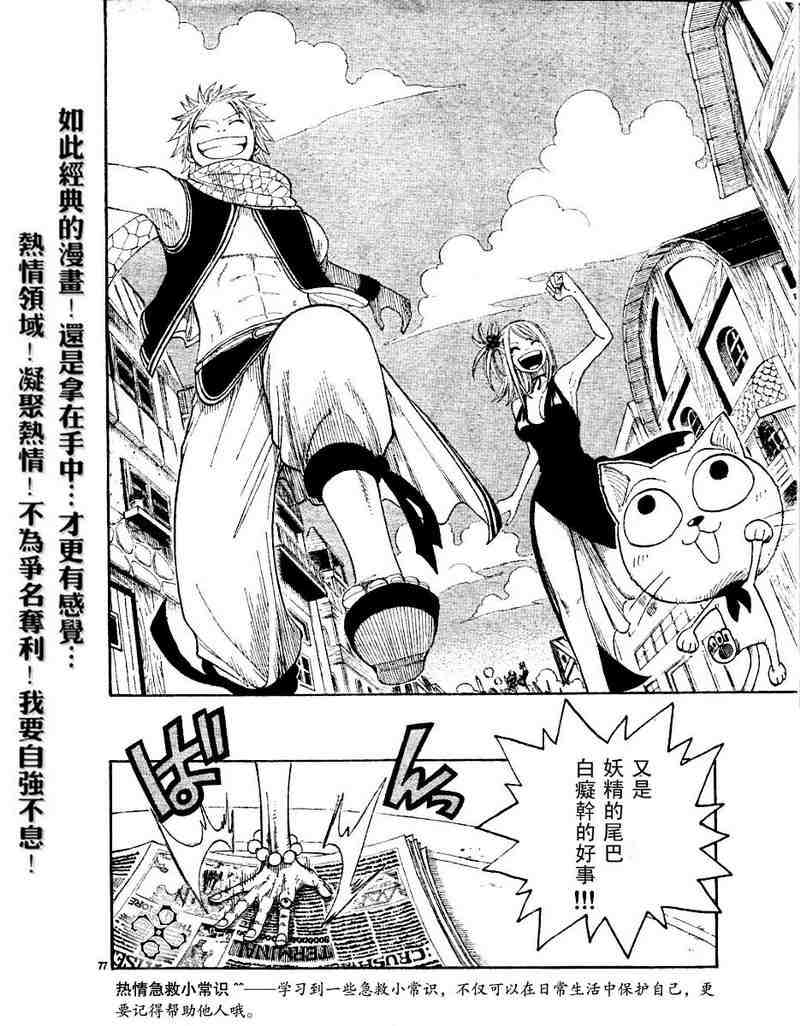 如此經典的漫畫！還是拿在手中…才更有感覺…
熱情領域！凝聚熱情！不為爭名奪利！我要自強不息！
ばんっ
又是
妖精的尾巴
白癡幹的好事
!!!
TERMINAL
77
热情急救小常识^^——学习到一些急救小常识，不仅可以在日常生活中保护自己，更
要记得帮助他人哦。